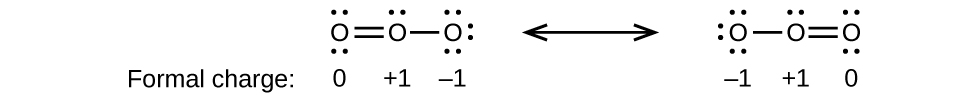 O=O—O: ⟷ :O—O=O
Formal charge: 0 +1 –1 –1 +1 0